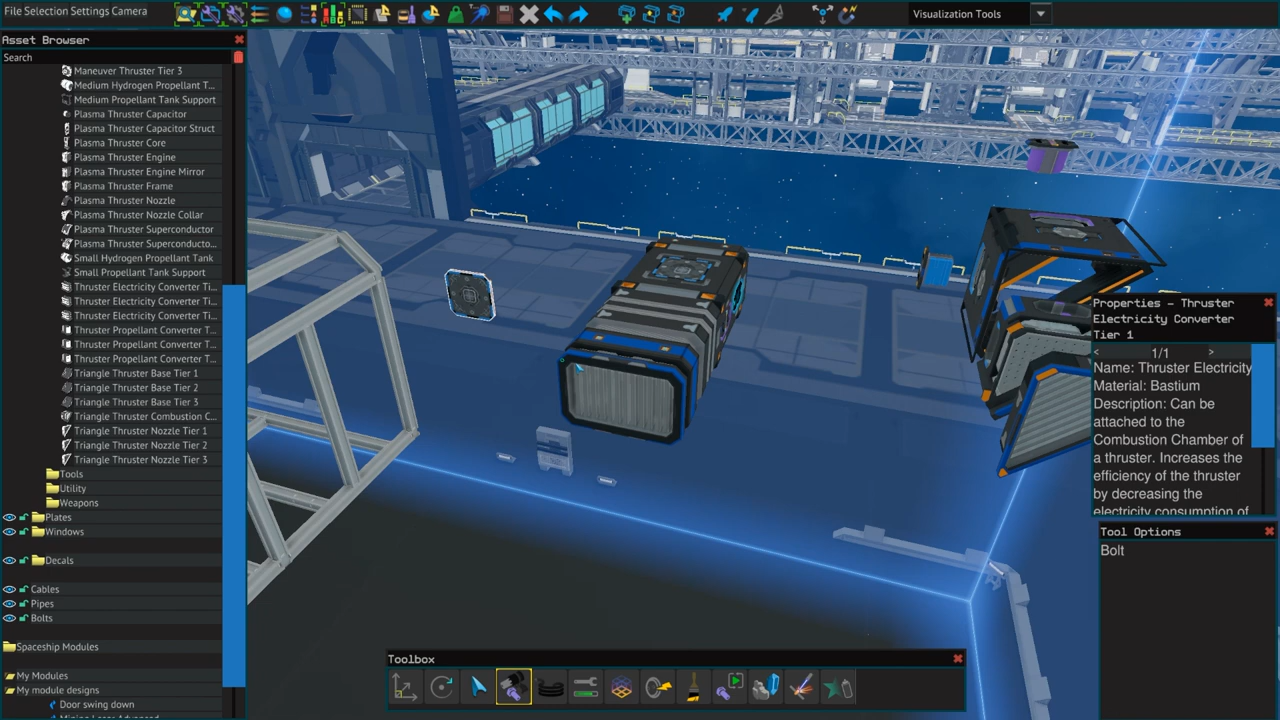 File Selection Settings Camera
Visualization Tools
Asset Browser
Search
Maneuver Thruster Tier 3
Medium Hydrogen Propellant T...
Medium Propellant Tank Support
Plasma Thruster Capacitor
Plasma Thruster Capacitor Struct
Plasma Thruster Core
Plasma Thruster Engine
Plasma Thruster Engine Mirror
Plasma Thruster Frame
Plasma Thruster Nozzle
Plasma Thruster Nozzle Collar
Plasma Thruster Superconductor
Plasma Thruster Superconducto...
Small Hydrogen Propellant Tank
Small Propellant Tank Support
Thruster Electricity Converter Ti...
Thruster Electricity Converter Ti...
Thruster Electricity Converter Ti...
Thruster Propellant Converter T...
Thruster Propellant Converter T...
Thruster Propellant Converter T...
Triangle Thruster Base Tier 1
Triangle Thruster Base Tier 2
Triangle Thruster Base Tier 3
Triangle Thruster Combustion C...
Triangle Thruster Nozzle Tier 1
Triangle Thruster Nozzle Tier 2
Triangle Thruster Nozzle Tier 3
Tools
Utility
Weapons
Plates
Windows
Decals
Cables
Pipes
Bolts
Spaceship Modules
My Modules
My module designs
Door swing down
Properties - Thruster
Electricity Converter
Tier 1
< 1/1 >
Name: Thruster Electricity
Material: Bastium
Description: Can be
attached to the
Combustion Chamber of
a thruster. Increases the
efficiency of the thruster
by decreasing the
electricity consumption of
Tool Options
Bolt
Toolbox